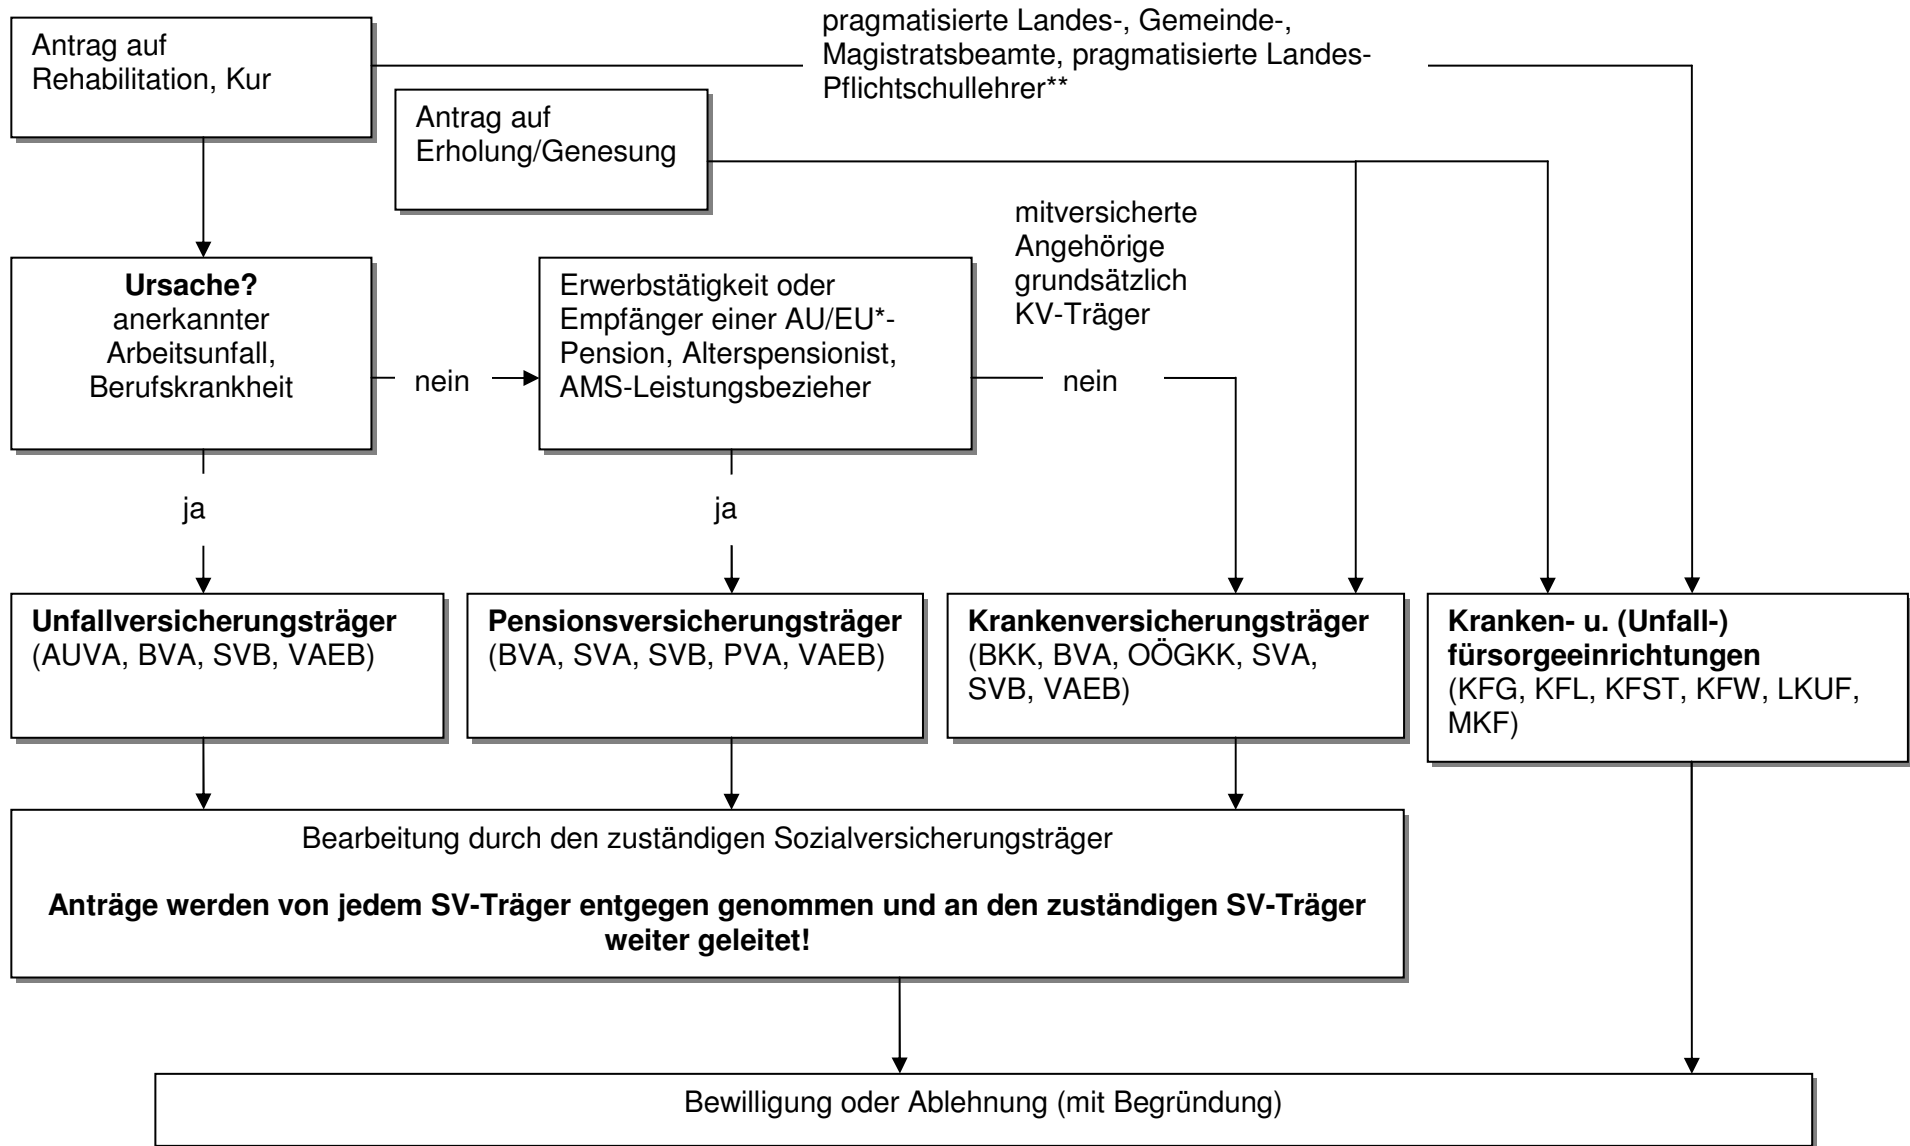 Antrag auf
Rehabilitation, Kur
pragmatisierte Landes-, Gemeinde-,
Magistratsbeamte, pragmatisierte Landes-
Pflichtschullehrer**
Antrag auf
Erholung/Genesung
mitversicherte
Angehörige
grundsätzlich
KV-Träger
Ursache?
anerkannter
Arbeitsunfall,
Berufskrankheit
nein
Erwerbstätigkeit oder
Empfänger einer AU/EU*-
Pension, Alterspensionist,
AMS-Leistungsbezieher
nein
ja
ja
Unfallversicherungsträger
(AUVA, BVA, SVB, VAEB)
Pensionsversicherungsträger
(BVA, SVA, SVB, PVA, VAEB)
Krankenversicherungsträger
(BKK, BVA, OÖGKK, SVA,
SVB, VAEB)
Kranken- u. (Unfall-)
fürsorgeeinrichtungen
(KFG, KFL, KFST, KFW, LKUF,
MKF)
Bearbeitung durch den zuständigen Sozialversicherungsträger
Anträge werden von jedem SV-Träger entgegen genommen und an den zuständigen SV-Träger
weiter geleitet!
Bewilligung oder Ablehnung (mit Begründung)